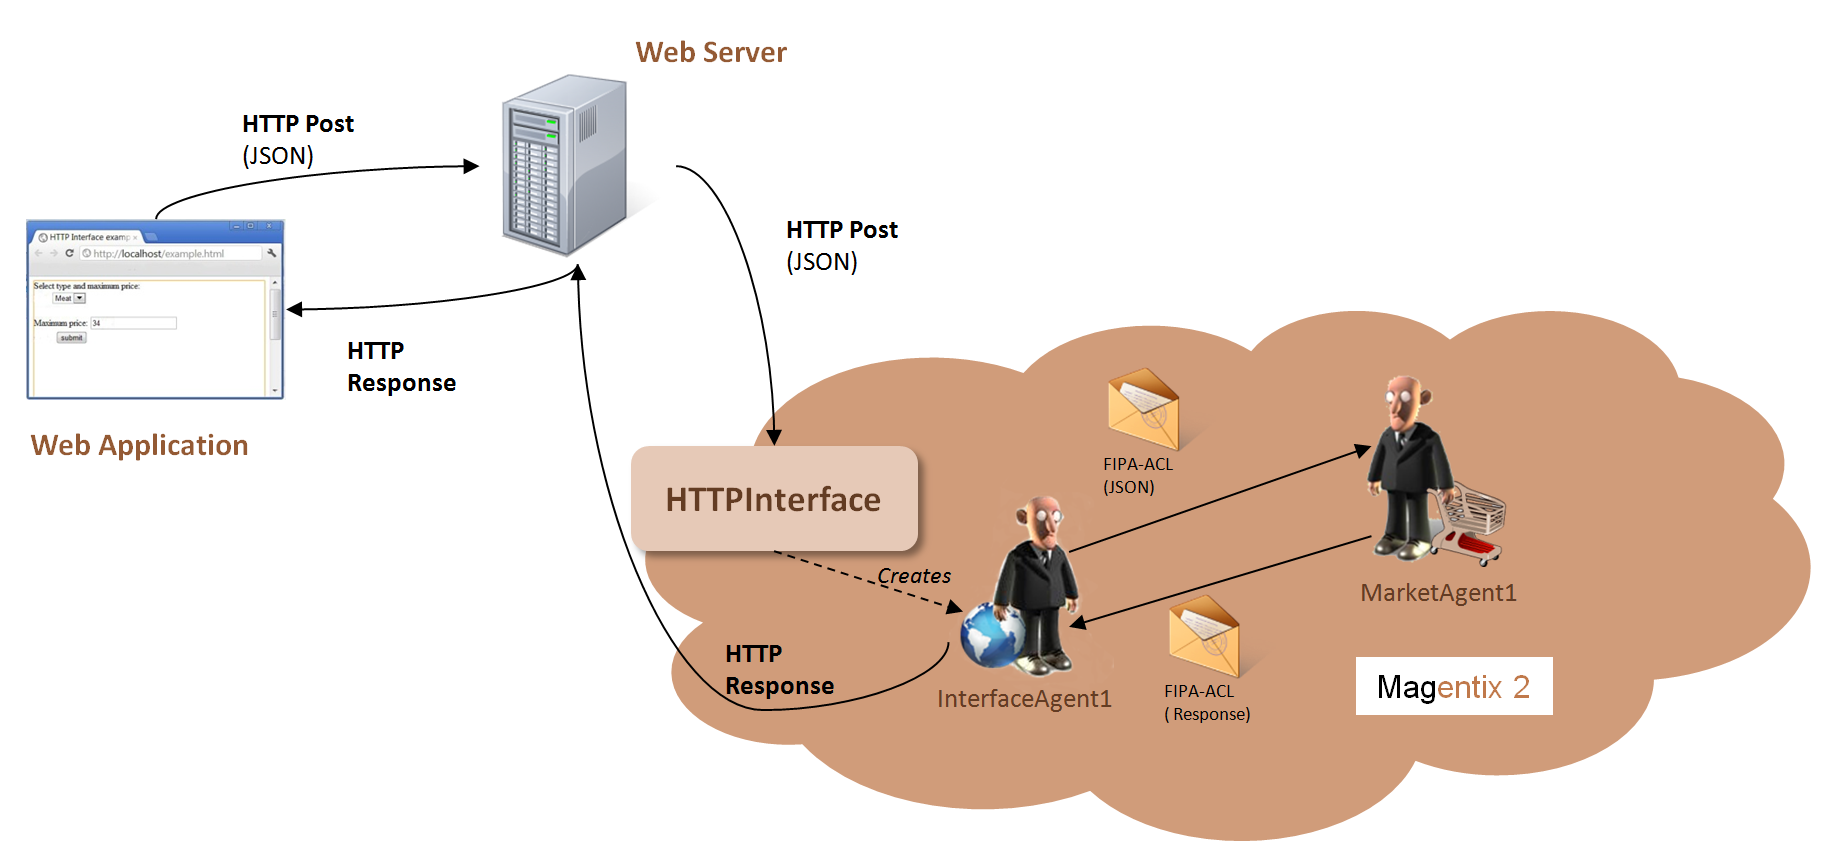 Web Server
HTTP Post
(JSON)
HTTP Post
(JSON)
HTTP Interface examp
http://localhost/example.html
Select type and maximum price:
Meat
Maximum price: 34
submit
HTTP
Response
Web Application
HTTPInterface
Creates
FIPA-ACL
(JSON)
MarketAgent1
HTTP
Response
InterfaceAgent1
FIPA-ACL
( Response)
Magentix 2